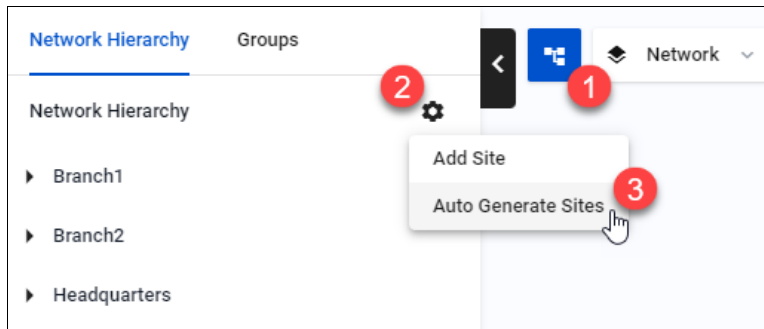 Network Hierarchy Groups
Network
1
2
Network Hierarchy
Add Site
Branch1
Auto Generate Sites
3
Branch2
Headquarters